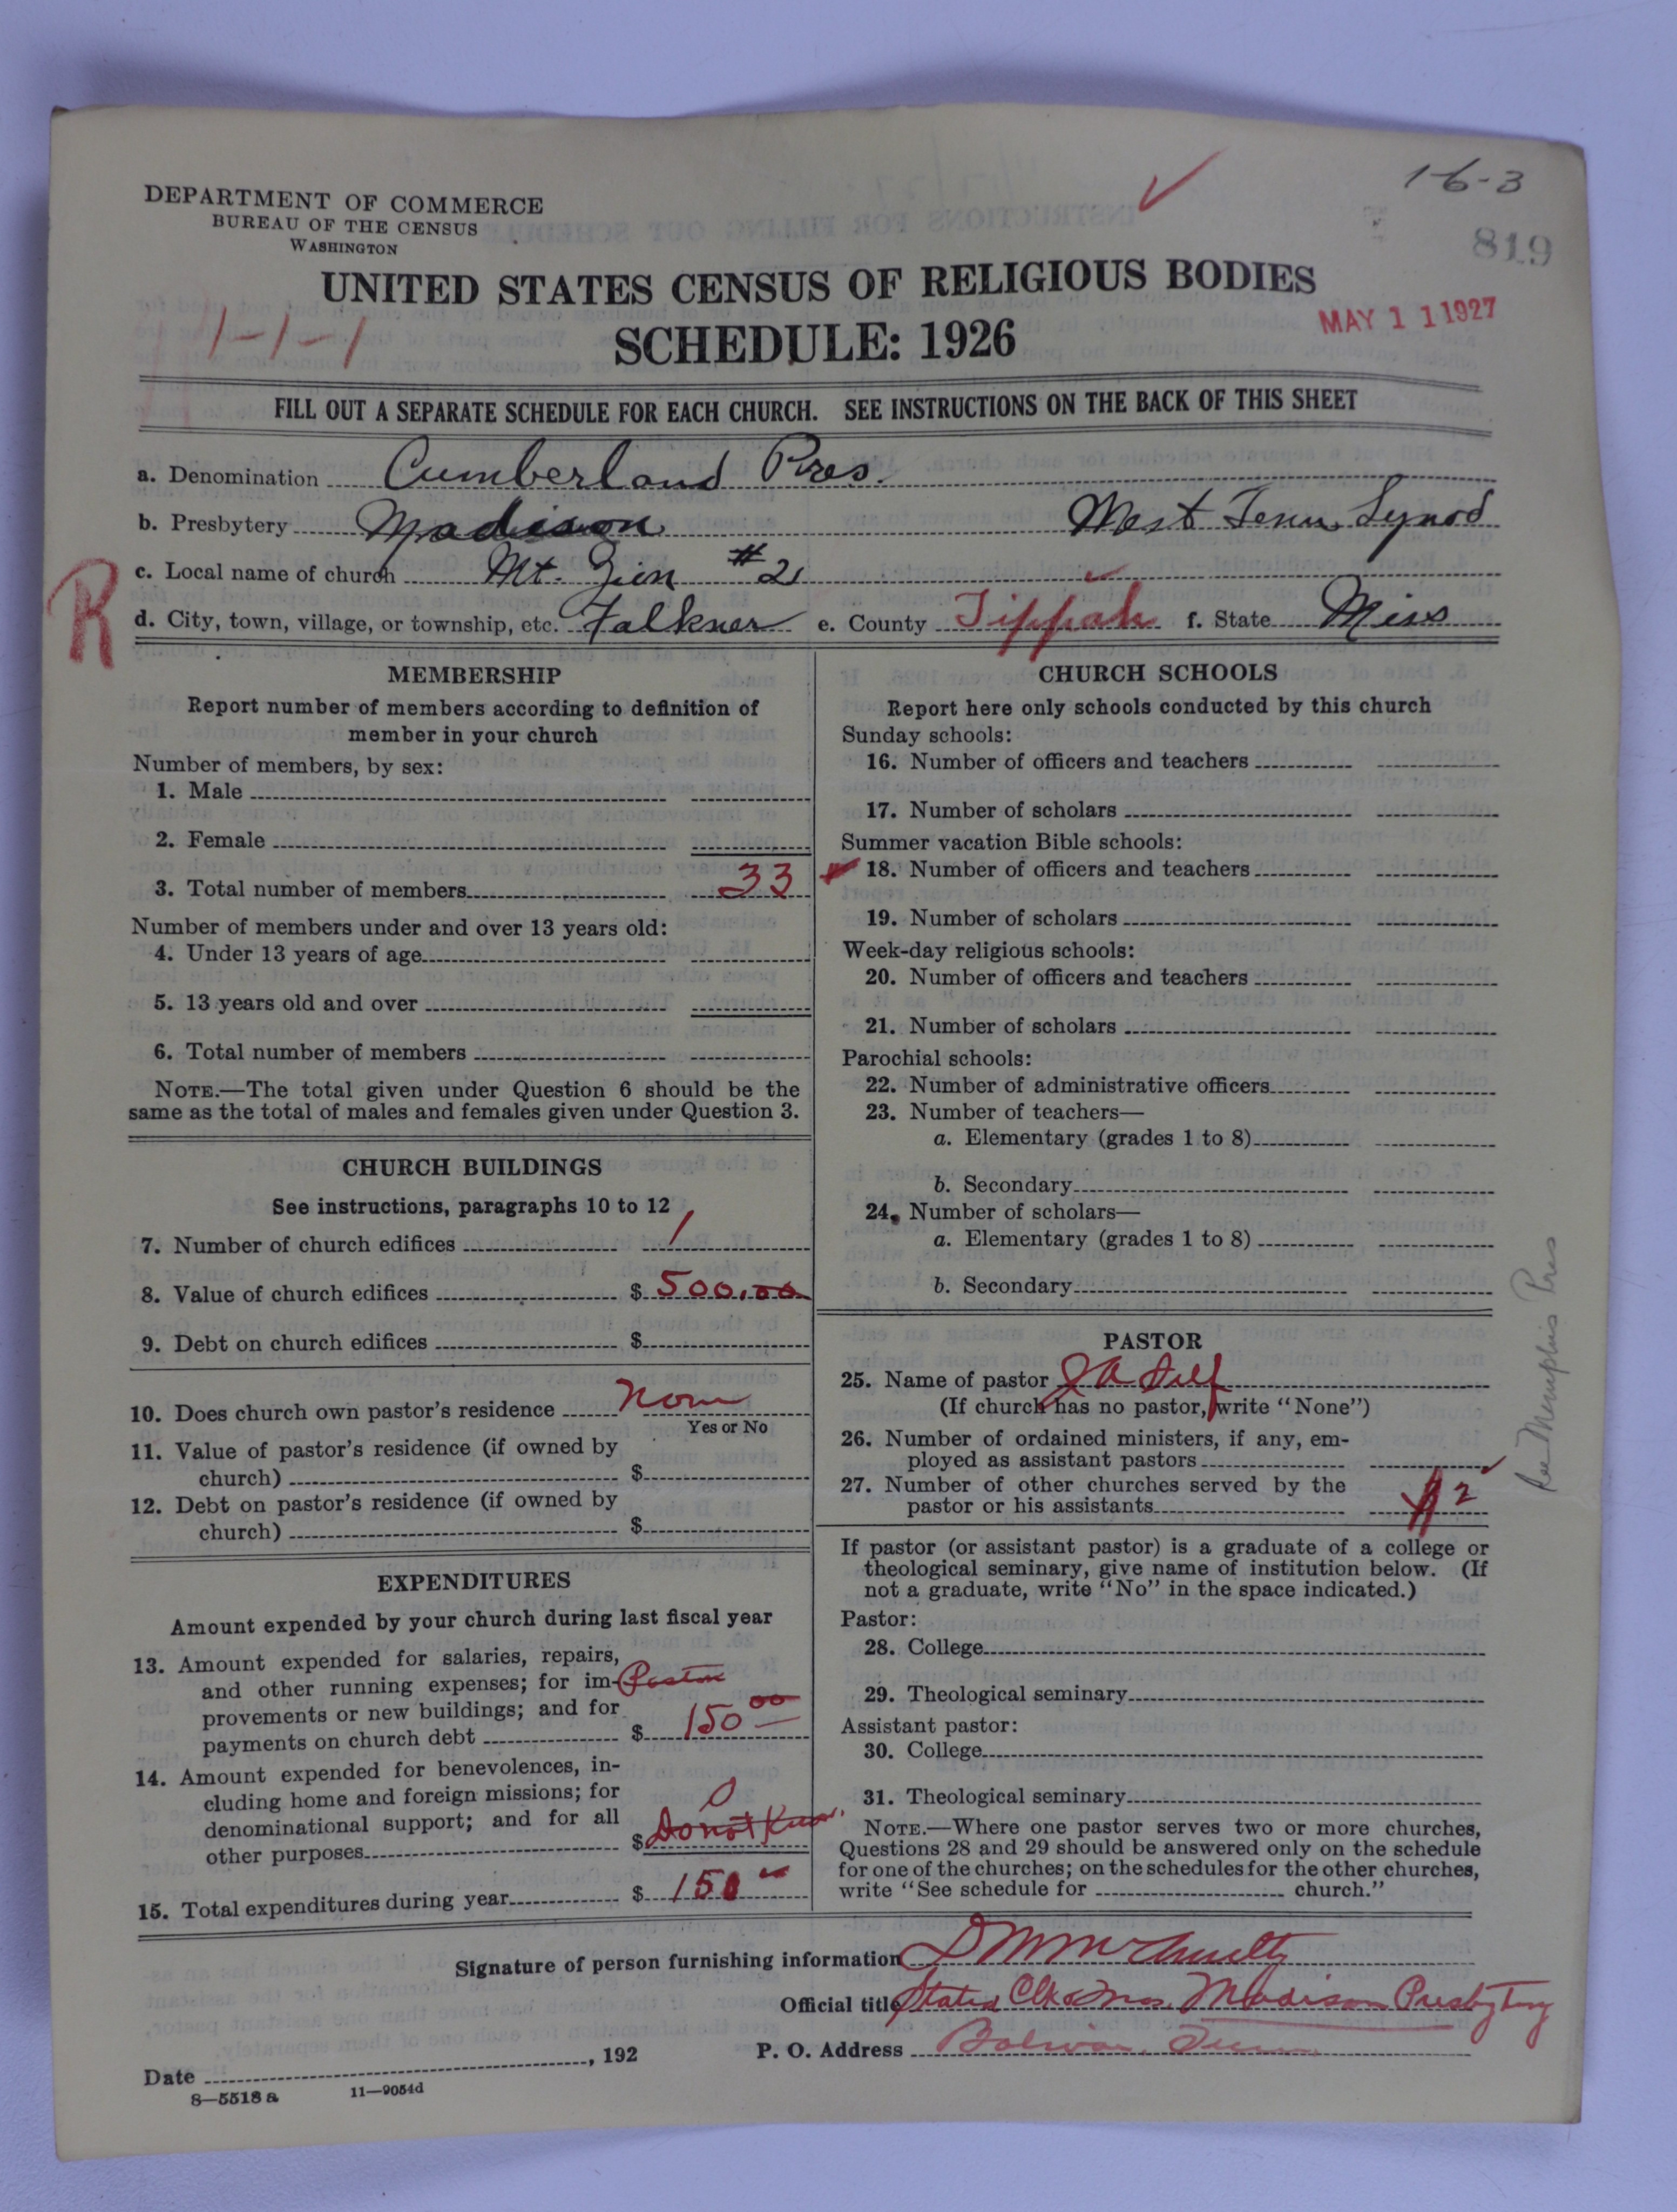 1-6-3
819
DEPARTMENT OF COMMERCE
BUREAU OF THE CENSUS
WASHINGTON
UNITED STATES CENSUS OF RELIGIOUS BODIES
SCHEDULE: 1926
MAY 11 1927
1-1-1
FILL OUT A SEPARATE SCHEDULE FOR EACH CHURCH. SEE INSTRUCTIONS ON THE BACK OF THIS SHEET
a. Denomination Cumberland Pres.
b. Presbytery Madison West Tenn. Synod
c. Local name of church Mt. Zion #2
R
d. City, town, village, or township, etc. Falkner e. County Tippah f. State Miss
MEMBERSHIP
Report number of members according to definition of
member in your church
Number of members, by sex:
1. Male
2. Female
3. Total number of members 33
Number of members under and over 13 years old:
4. Under 13 years of age
5. 13 years old and over
6. Total number of members
NOTE.—The total given under Question 6 should be the
same as the total of males and females given under Question 3.
CHURCH BUILDINGS
See instructions, paragraphs 10 to 12
7. Number of church edifices 1
8. Value of church edifices $ 500.00
9. Debt on church edifices $
10. Does church own pastor's residence None
Yes or No
11. Value of pastor's residence (if owned by
church) $
12. Debt on pastor's residence (if owned by
church) $
EXPENDITURES
Amount expended by your church during last fiscal year
13. Amount expended for salaries, repairs,
and other running expenses; for im- Pastor
provements or new buildings; and for
payments on church debt $ 150 00
14. Amount expended for benevolences, in-
cluding home and foreign missions; for
denominational support; and for all 0
other purposes $ Do not Know
15. Total expenditures during year $ 150
CHURCH SCHOOLS
Report here only schools conducted by this church
Sunday schools:
16. Number of officers and teachers
17. Number of scholars
Summer vacation Bible schools:
18. Number of officers and teachers
19. Number of scholars
Week-day religious schools:
20. Number of officers and teachers
21. Number of scholars
Parochial schools:
22. Number of administrative officers
23. Number of teachers—
a. Elementary (grades 1 to 8)
b. Secondary
24. Number of scholars—
a. Elementary (grades 1 to 8)
b. Secondary
PASTOR
25. Name of pastor J A Self
(If church has no pastor, write "None")
26. Number of ordained ministers, if any, em-
ployed as assistant pastors
27. Number of other churches served by the
pastor or his assistants 2
If pastor (or assistant pastor) is a graduate of a college or
theological seminary, give name of institution below. (If
not a graduate, write "No" in the space indicated.)
Pastor:
28. College
29. Theological seminary
Assistant pastor:
30. College
31. Theological seminary
NOTE.—Where one pastor serves two or more churches,
Questions 28 and 29 should be answered only on the schedule
for one of the churches; on the schedules for the other churches,
write "See schedule for church."
Memphis Pres
Signature of person furnishing information
Official title Stated Clk Madison Presbytery
Date , 192 P. O. Address Bolivar, Tenn
8—5518 a 11—9054d